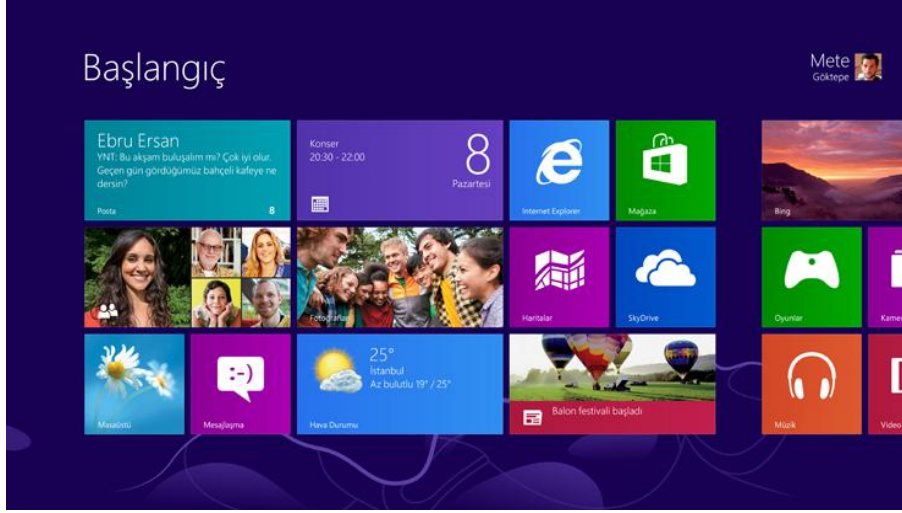 Başlangıç
Mete
Göktepe
Ebru Ersan
YNT: Bu akşam buluşalım mı? Çok iyi olur.
Geçen gün gördüğümüz bahçeli kafeye ne
dersin?
Posta
8
Konser
20:30 - 22:00
8
Pazartesi
Internet Explorer
Mağaza
Bing
Fotoğraflar
Haritalar
SkyDrive
Oyunlar
Kamer
Masaüstü
:-)
Mesajlaşma
25°
İstanbul
Az bulutlu 19° / 25°
Hava Durumu
Balon festivali başladı
Müzik
Video